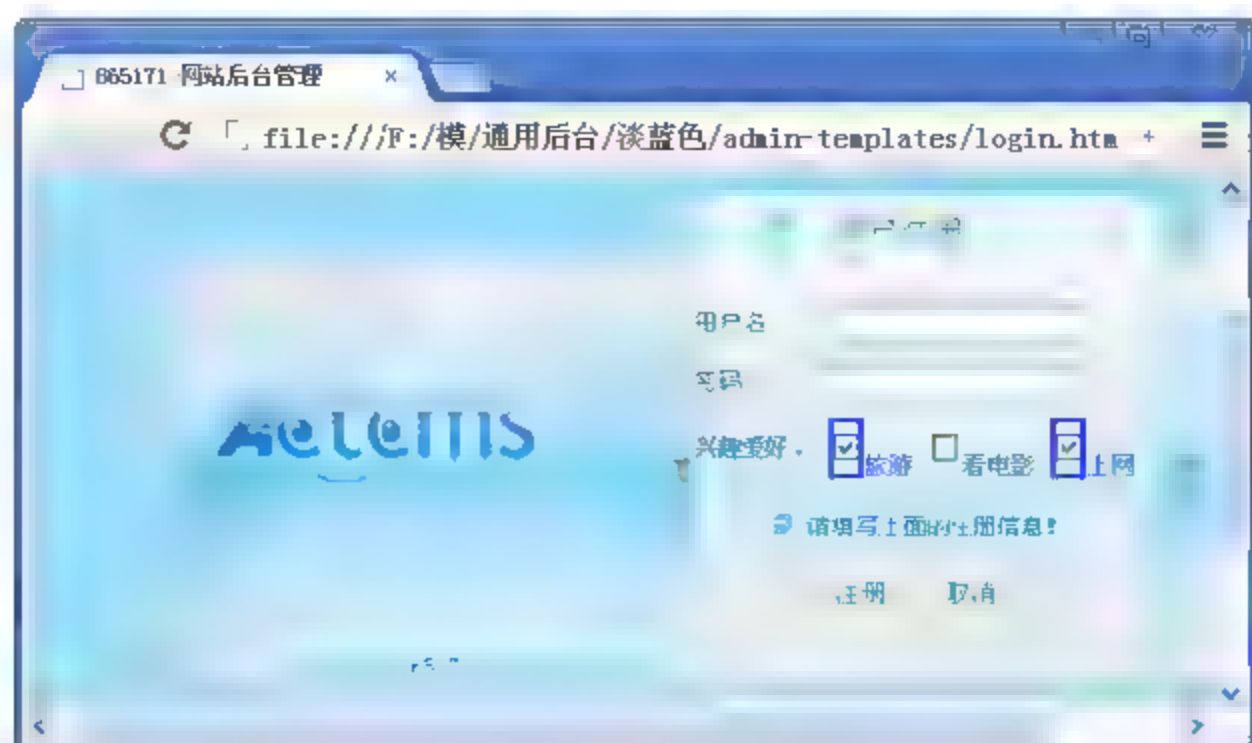 665171 网站后台管理 ×
file:///F:/模/通用后台/淡蓝色/admin-templates/login.htm
用户名
密码
兴趣爱好： 旅游 看电影 上网
请填写上面的注册信息！
注册 取消